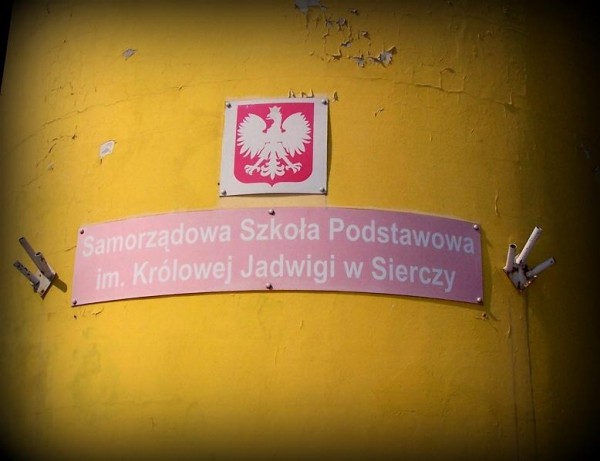 Samorządowa Szkoła Podstawowa
im. Królowej Jadwigi w Sierczy